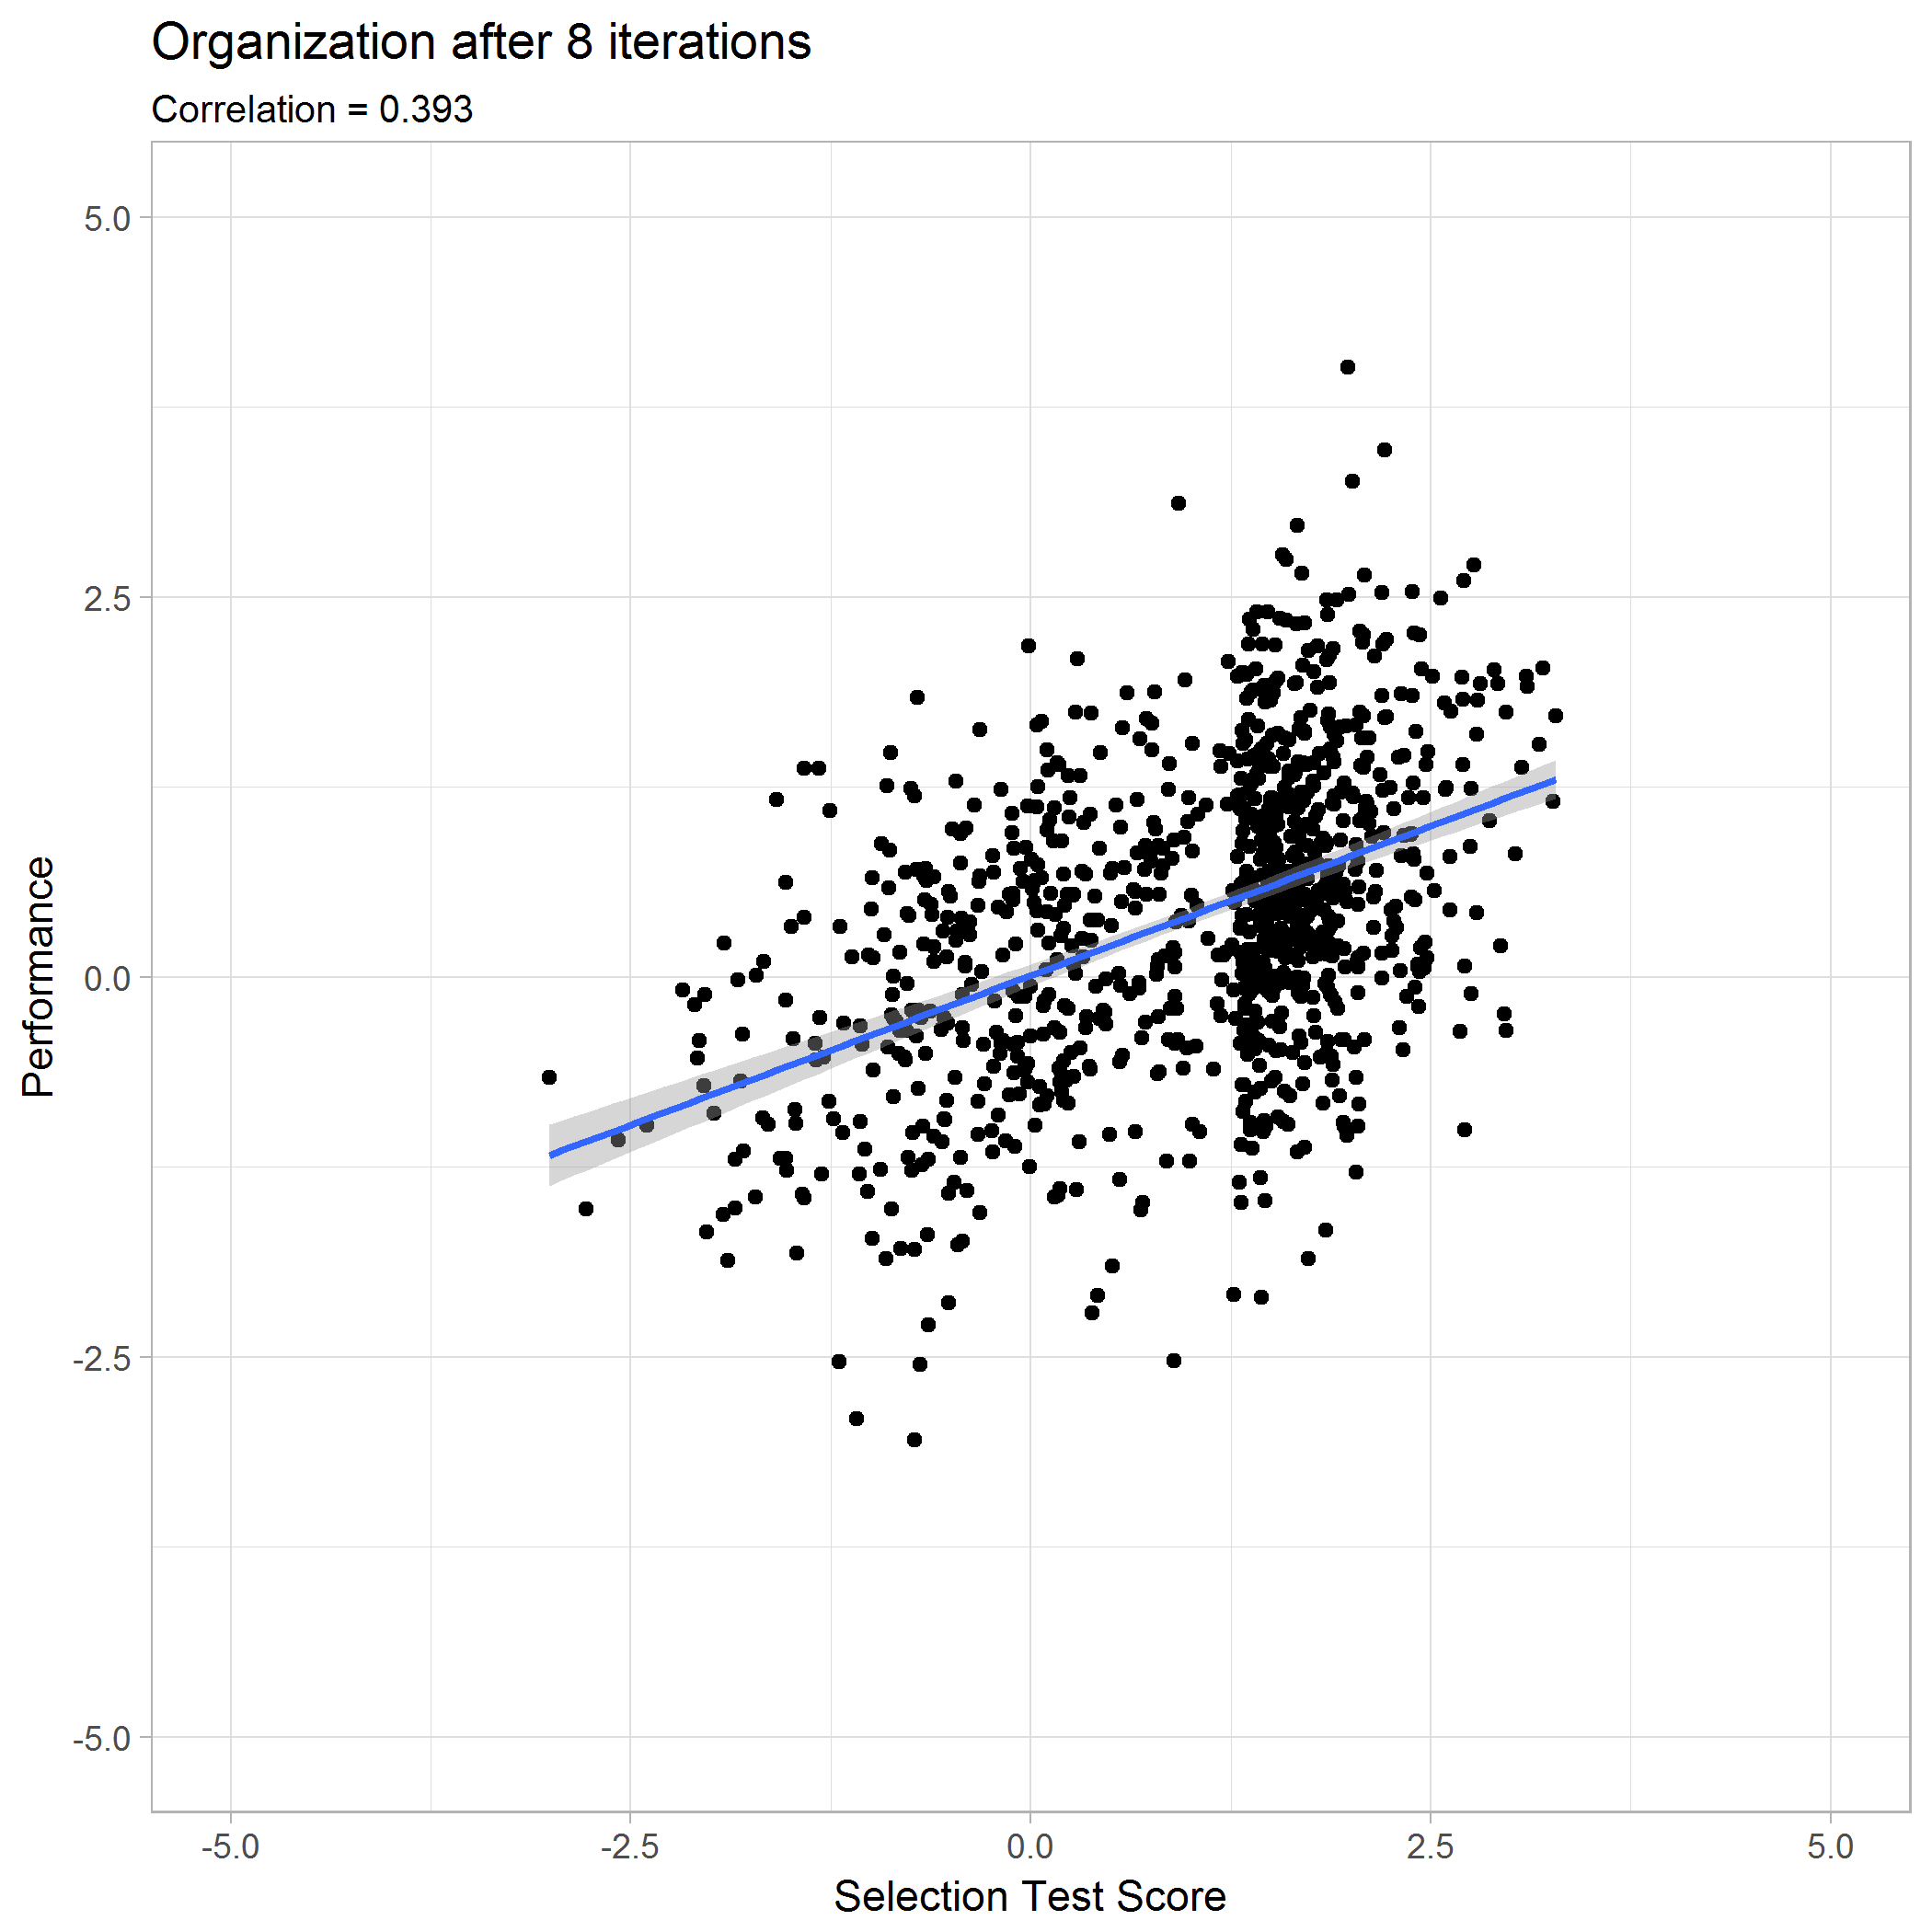 Organization after 8 iterations
Correlation = 0.393
5.0
2.5
0.0
-2.5
-5.0
Performance
-5.0 -2.5 0.0 2.5 5.0
Selection Test Score